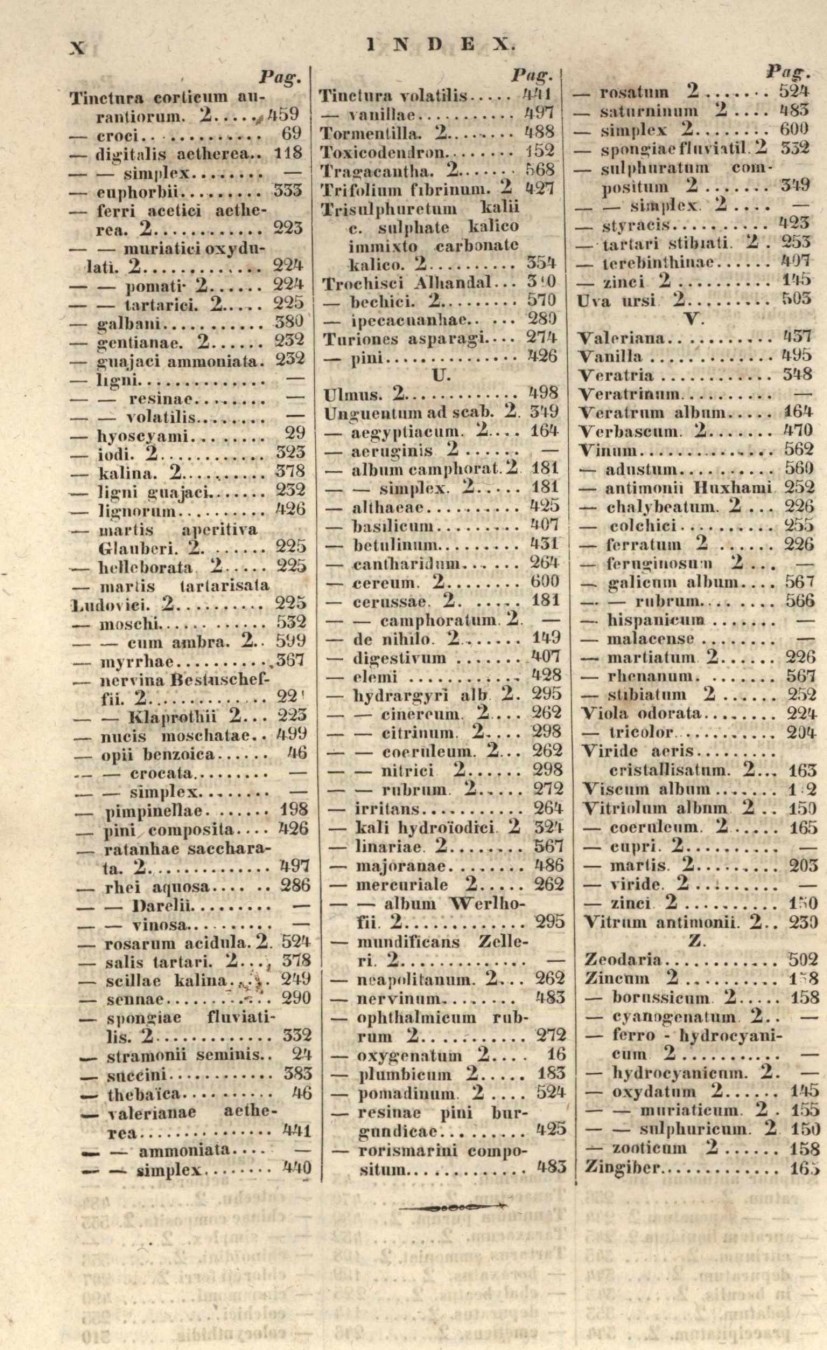 X
INDEX.
Pag.
Tinctura corticum au-
rantiorum. 2..... 459
— croci............ 69
— digitalis aetherea.. 118
— — simplex........ —
— euphorbii......... 333
— ferri acetici aethe-
rea. 2............ 223
— — muriatici oxydu-
lati. 2............ 224
— — pomati. 2...... 224
— — tartarici. 2..... 225
— galbani........... 380
— gentianae. 2...... 232
— guajaci ammoniata. 232
— ligni............. —
— — resinae........ —
— — volatilis....... —
— hyoscyami........ 29
— iodi. 2........... 323
— kalina. 2......... 378
— ligni guajaci....... 232
— lignorum......... 426
— martis aperitiva
Glauberi. 2. ....... 225
— helleborata 2..... 225
— martis tartarisata
Ludovici. 2.......... 225
— moschi........... 532
— — cum ambra. 2.. 599
— myrrhae.......... 367
— nervina Bestuschef-
fii. 2............. 22
— — Klaprothii 2... 223
— nucis moschatae.. 499
— opii benzoica...... 46
— — crocata........ —
— — simplex........ —
— pimpinellae....... 198
— pini composita.... 426
— ratanhae sacchara-
ta. 2............. 497
— rhei aquosa...... 286
— — Darelii......... —
— — vinosa......... —
— rosarum acidula. 2. 524
— salis tartari. 2.... 378
— scillae kalina..... 249
— sennae........... 290
— spongiae fluviati-
lis. 2............. 332
— stramonii seminis.. 24
— succini............ 383
— thebaïca.......... 46
— valerianae aethe-
rea............... 441
— — ammoniata.... —
— — simplex........ 440
Pag.
Tinctura volatilis..... 441
— vanillae........... 497
Tormentilla. 2........ 488
Toxicodendron........ 152
Tragacantha. 2....... 568
Trifolium fibrinum. 2 427
Trisulphuretum kalii
c. sulphate kalico
immixto carbonate
kalico. 2.......... 354
Trochisci Alhandal... 3 0
— bechici. 2......... 570
— ipecacuanhae..... 280
Turiones asparagi.... 274
— pini.............. 426
U.
Ulmus. 2............ 498
Unguentum ad scab. 2. 349
— aegyptiacum. 2.... 164
— aeruginis 2 ...... —
— album camphorat. 2 181
— — simplex. 2..... 181
— althaeae.......... 425
— basilicum......... 407
— betulinum......... 431
— cantharidum...... 264
— cereum. 2........ 600
— cerussae. 2. ..... 181
— — camphoratum. 2. —
— de nihilo. 2....... 149
— digestivum ....... 407
— elemi ............ 428
— hydrargyri alb. 2. 295
— — cinereum. 2.... 262
— — citrinum. 2.... 298
— — coeruleum. 2... 262
— — nitrici 2...... 298
— — rubrum. 2..... 272
— irritans........... 264
— kali hydroïodici. 2 324
— linariae. 2........ 567
— majoranae........ 486
— mercuriale 2..... 262
— — album Werlho-
fii. 2............. 295
— mundificans Zelle-
ri. 2.............. —
— neapolitanum. 2... 262
— nervinum........ 483
— ophthalmicum rub-
rum 2........... 272
— oxygenatum 2.... 16
— plumbicum 2..... 183
— pomadinum. 2 .... 524
— resinae pini bur-
gundicae.......... 425
— rorismarini compo-
situm............. 483
Pag.
— rosatum 2 ....... 524
— saturninum 2 .... 483
— simplex 2........ 600
— spongiae fluviatil. 2 332
— sulphuratum com-
positum 2 ....... 349
— — simplex. 2 .... —
— styracis.......... 423
— tartari stibiati. 2 . 253
— terebinthinae...... 407
— zinci 2 .......... 145
Uva ursi 2.......... 503
V.
Valeriana............ 437
Vanilla ............. 495
Veratria ............ 348
Veratrinum.......... —
Veratrum album..... 164
Verbascum. 2....... 470
Vinum.............. 562
— adustum.......... 560
— antimonii Huxhami 252
— chalybeatum. 2 ... 226
— colchici.......... 255
— ferratum 2 ...... 226
— feruginosum 2 ... —
— galicum album.... 567
— — rubrum....... 566
— hispanicum ....... —
— malacense ........ —
— martiatum 2...... 226
— rhenanum........ 567
— stibiatum 2 ...... 252
Viola odorata........ 224
— tricolor........... 204
Viride aeris.........
cristallisatum. 2... 163
Viscum album....... 1 2
Vitriolum album 2 .. 150
— coeruleum. 2 ..... 165
— cupri. 2.......... —
— martis. 2......... 203
— viride. 2 ......... —
— zinci 2 .......... 150
Vitrum antimonii. 2.. 239
Z.
Zeodaria............ 502
Zincum 2 .......... 1 8
— borussicum 2..... 158
— cyanogenatum 2.. —
— ferro - hydrocyani-
cum 2 ........... —
— hydrocyanicum. 2. —
— oxydatum 2...... 145
— — muriaticum. 2 . 155
— — sulphuricum. 2 150
— zooticum 2 ...... 158
Zingiber............. 165